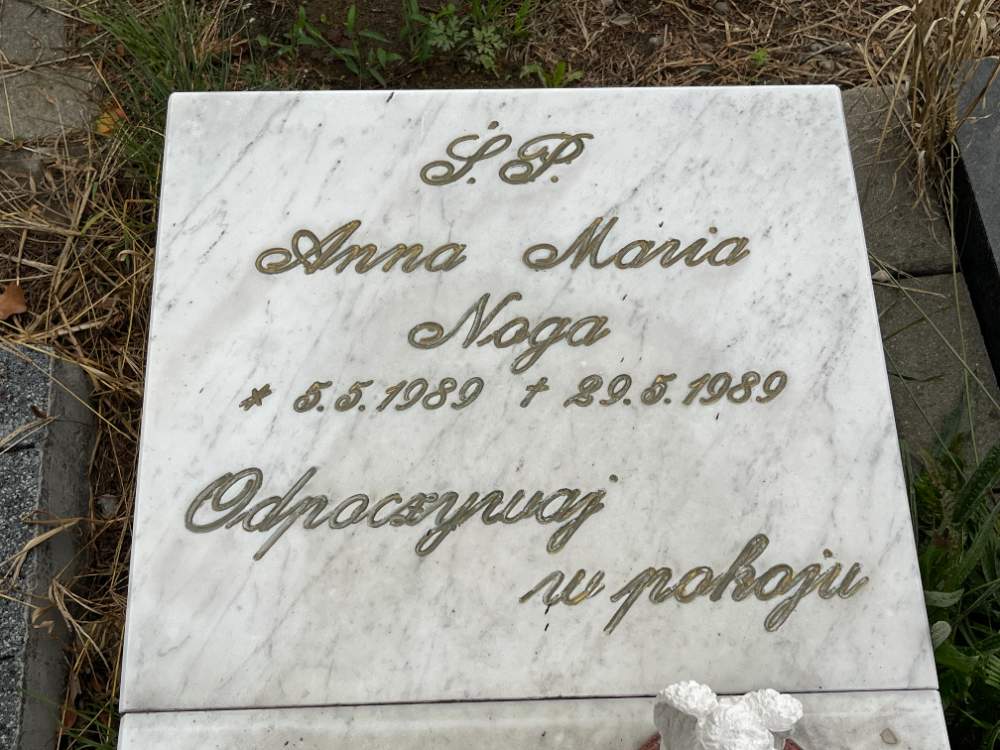 Ś.P.
Anna Maria
Noga
* 5.5.1989 † 29.5.1989
Odpoczywaj
w pokoju